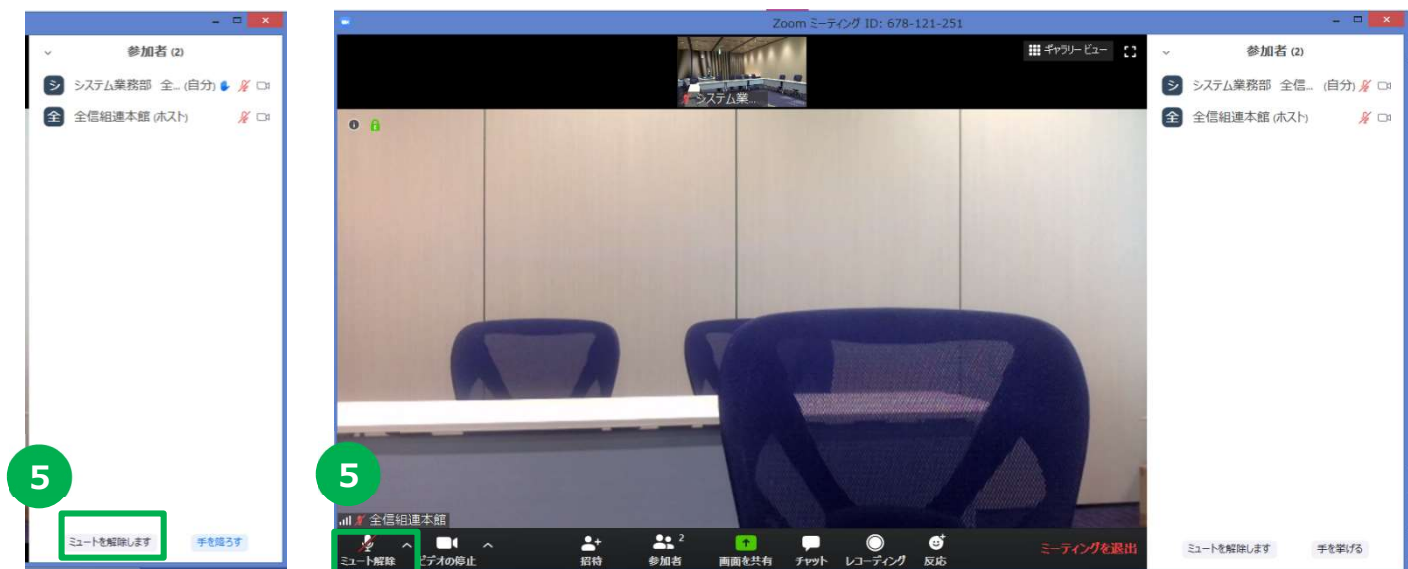 参加者 (2)
シ システム業務部 全... (自分)
全 全信組連本館 (ホスト)
5
ミュートを解除します 手を降ろす
Zoom ミーティング ID: 678-121-251
ギャラリー ビュー
システム業...
5
全信組連本館
ミュート解除 ビデオの停止 招待 参加者 2 画面を共有 チャット レコーディング 反応 ミーティングを退出
参加者 (2)
シ システム業務部 全信... (自分)
全 全信組連本館 (ホスト)
ミュートを解除します 手を挙げる